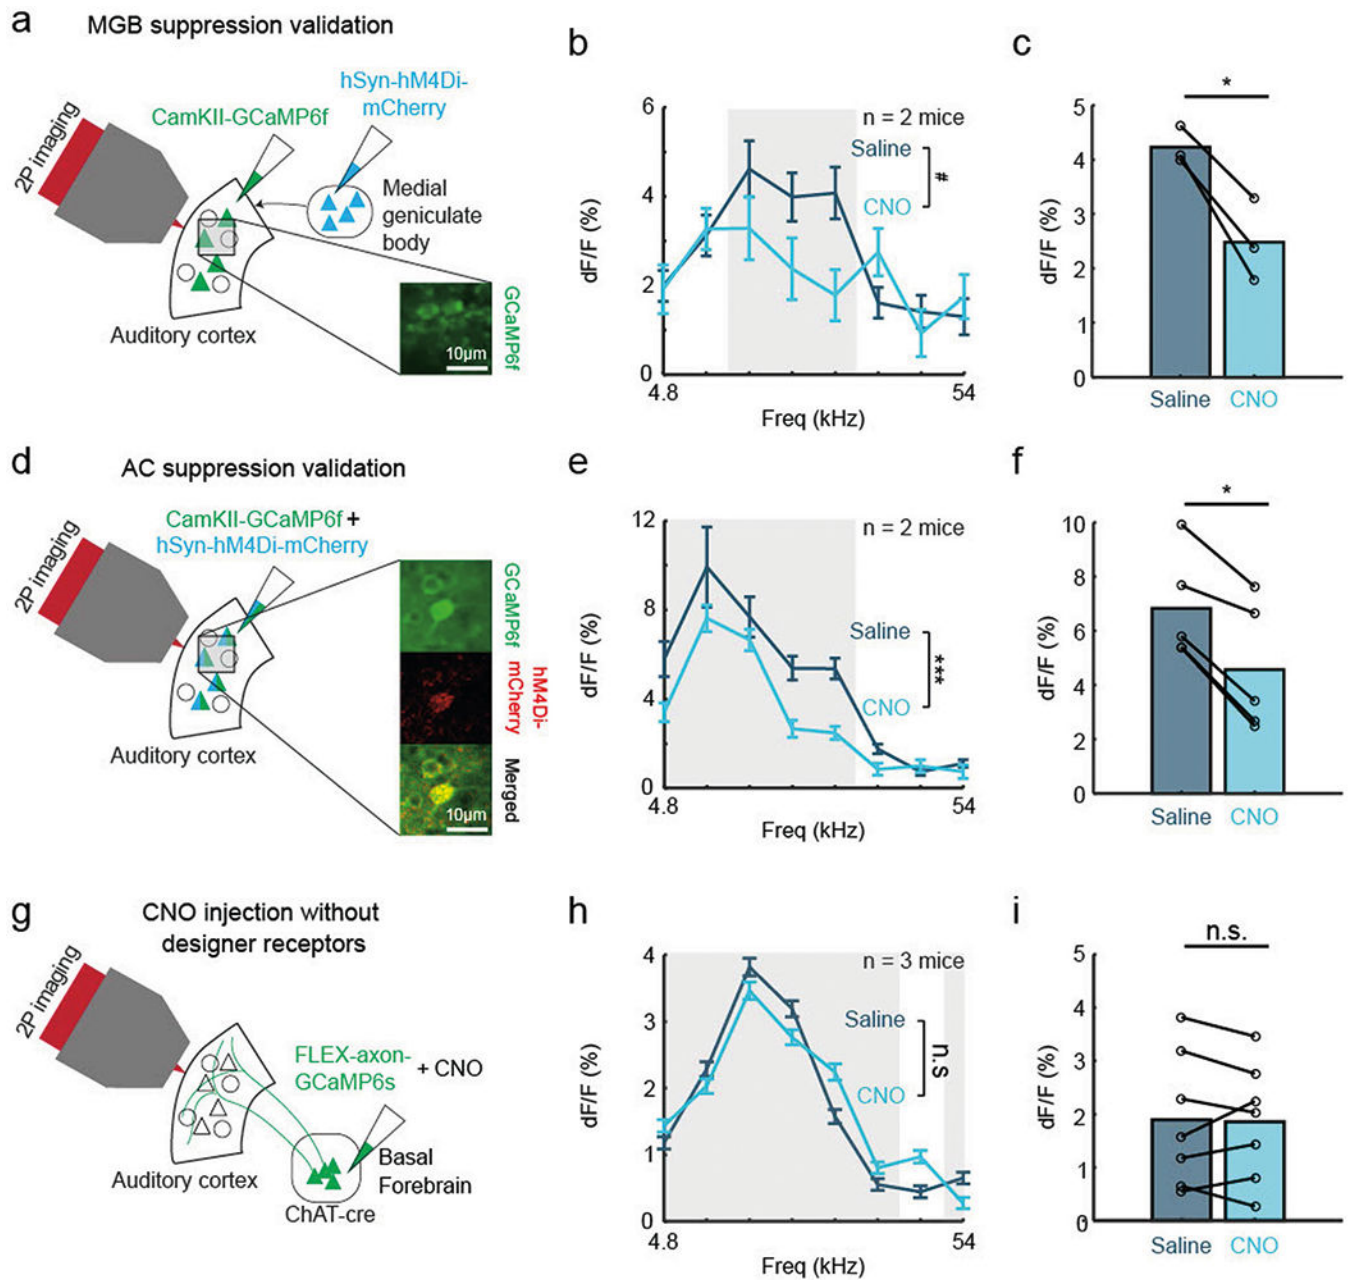 a
MGB suppression validation
2P imaging
CamKII-GCaMP6f
hSyn-hM4Di-
mCherry
Medial
geniculate
body
Auditory cortex
10μm
GCaMP6f
b
6
4
2
0
dF/F (%)
n = 2 mice
Saline
CNO
#
4.8
54
Freq (kHz)
c
*
5
4
3
2
1
0
dF/F (%)
Saline
CNO
d
AC suppression validation
2P imaging
CamKII-GCaMP6f +
hSyn-hM4Di-mCherry
Auditory cortex
GCaMP6f
hM4Di-
mCherry
Merged
10μm
e
12
8
4
0
dF/F (%)
n = 2 mice
Saline
CNO
***
4.8
54
Freq (kHz)
f
*
10
8
6
4
2
0
dF/F (%)
Saline
CNO
g
CNO injection without
designer receptors
2P imaging
FLEX-axon-
GCaMP6s
+ CNO
Auditory cortex
Basal
Forebrain
ChAT-cre
h
4
3
2
1
0
dF/F (%)
n = 3 mice
Saline
CNO
n.s
4.8
54
Freq (kHz)
i
n.s.
5
4
3
2
1
0
dF/F (%)
Saline
CNO